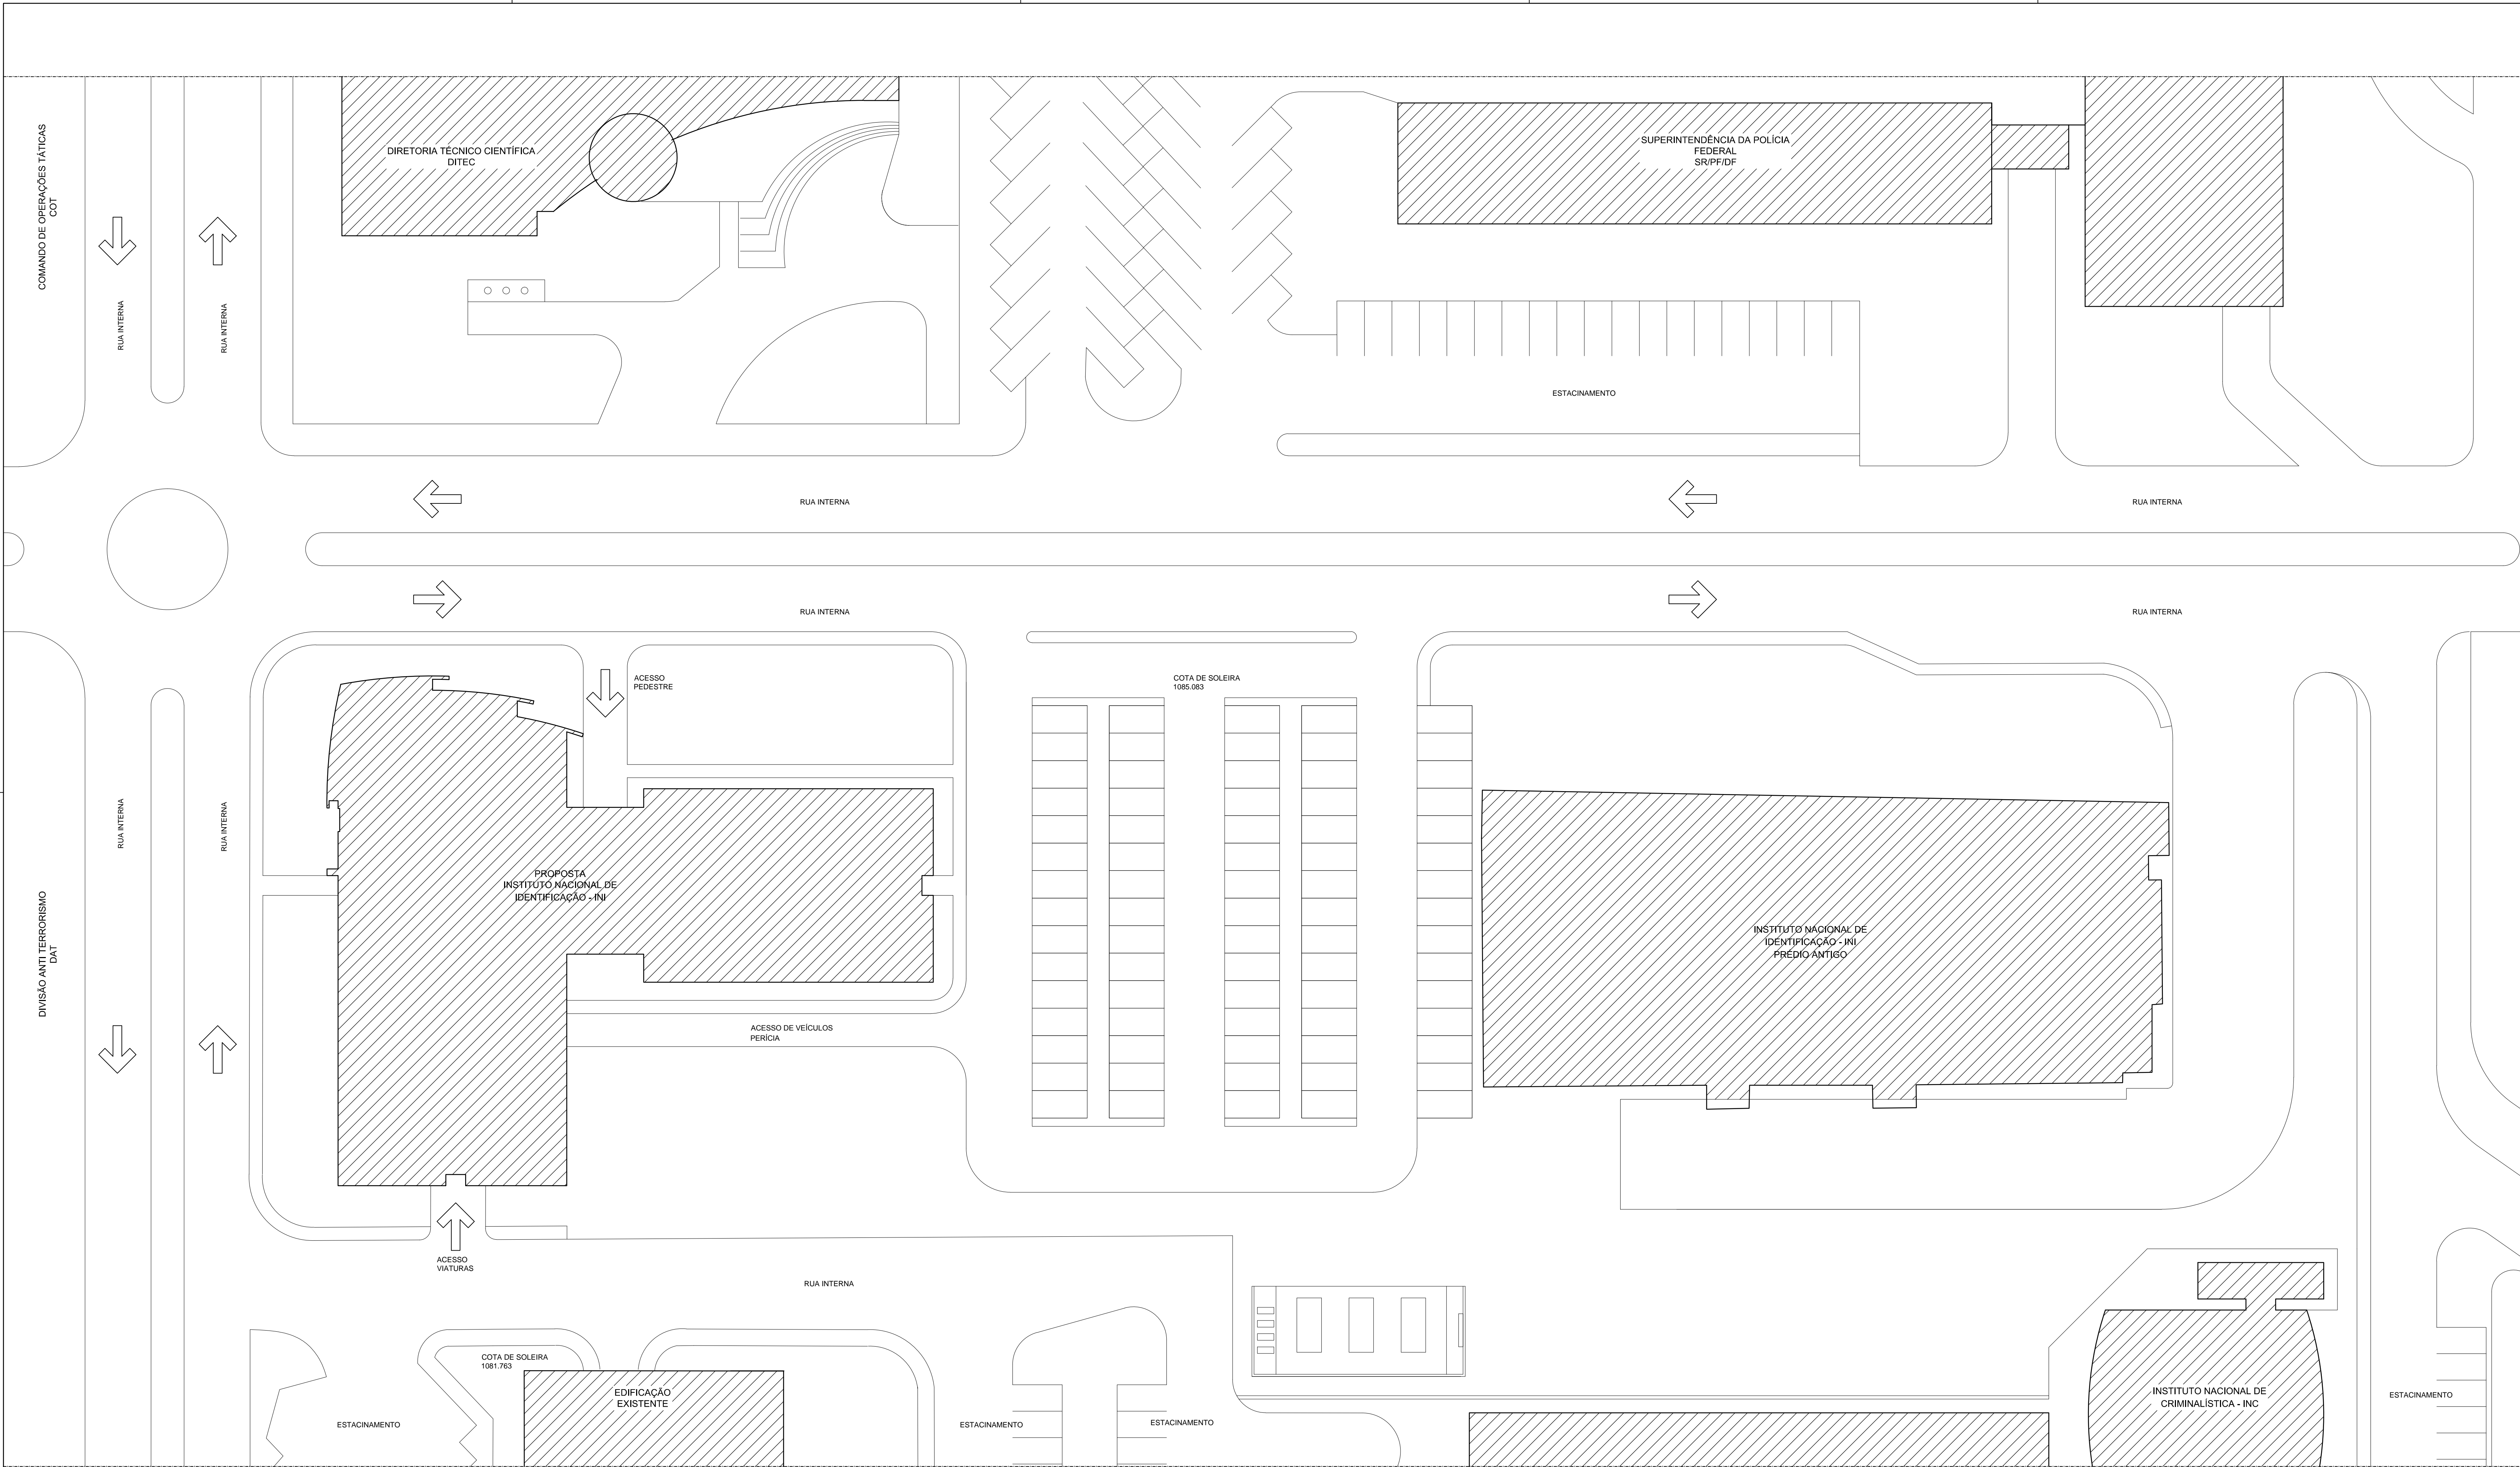 COMANDO DE OPERAÇÕES TÁTICAS
COT
RUA INTERNA
RUA INTERNA
DIRETORIA TÉCNICO CIENTÍFICA
DITEC
SUPERINTENDÊNCIA DA POLÍCIA
FEDERAL
SR/PF/DF
ESTACINAMENTO
RUA INTERNA
RUA INTERNA
RUA INTERNA
RUA INTERNA
ACESSO
PEDESTRE
COTA DE SOLEIRA
1085.083
RUA INTERNA
RUA INTERNA
DIVISÃO ANTI TERRORISMO
DAT
PROPOSTA
INSTITUTO NACIONAL DE
IDENTIFICAÇÃO - INI
INSTITUTO NACIONAL DE
IDENTIFICAÇÃO - INI
PRÉDIO ANTIGO
ACESSO DE VEÍCULOS
PERÍCIA
ACESSO
VIATURAS
RUA INTERNA
COTA DE SOLEIRA
1081.763
EDIFICAÇÃO
EXISTENTE
ESTACINAMENTO
ESTACINAMENTO
ESTACINAMENTO
INSTITUTO NACIONAL DE
CRIMINALÍSTICA - INC
ESTACINAMENTO